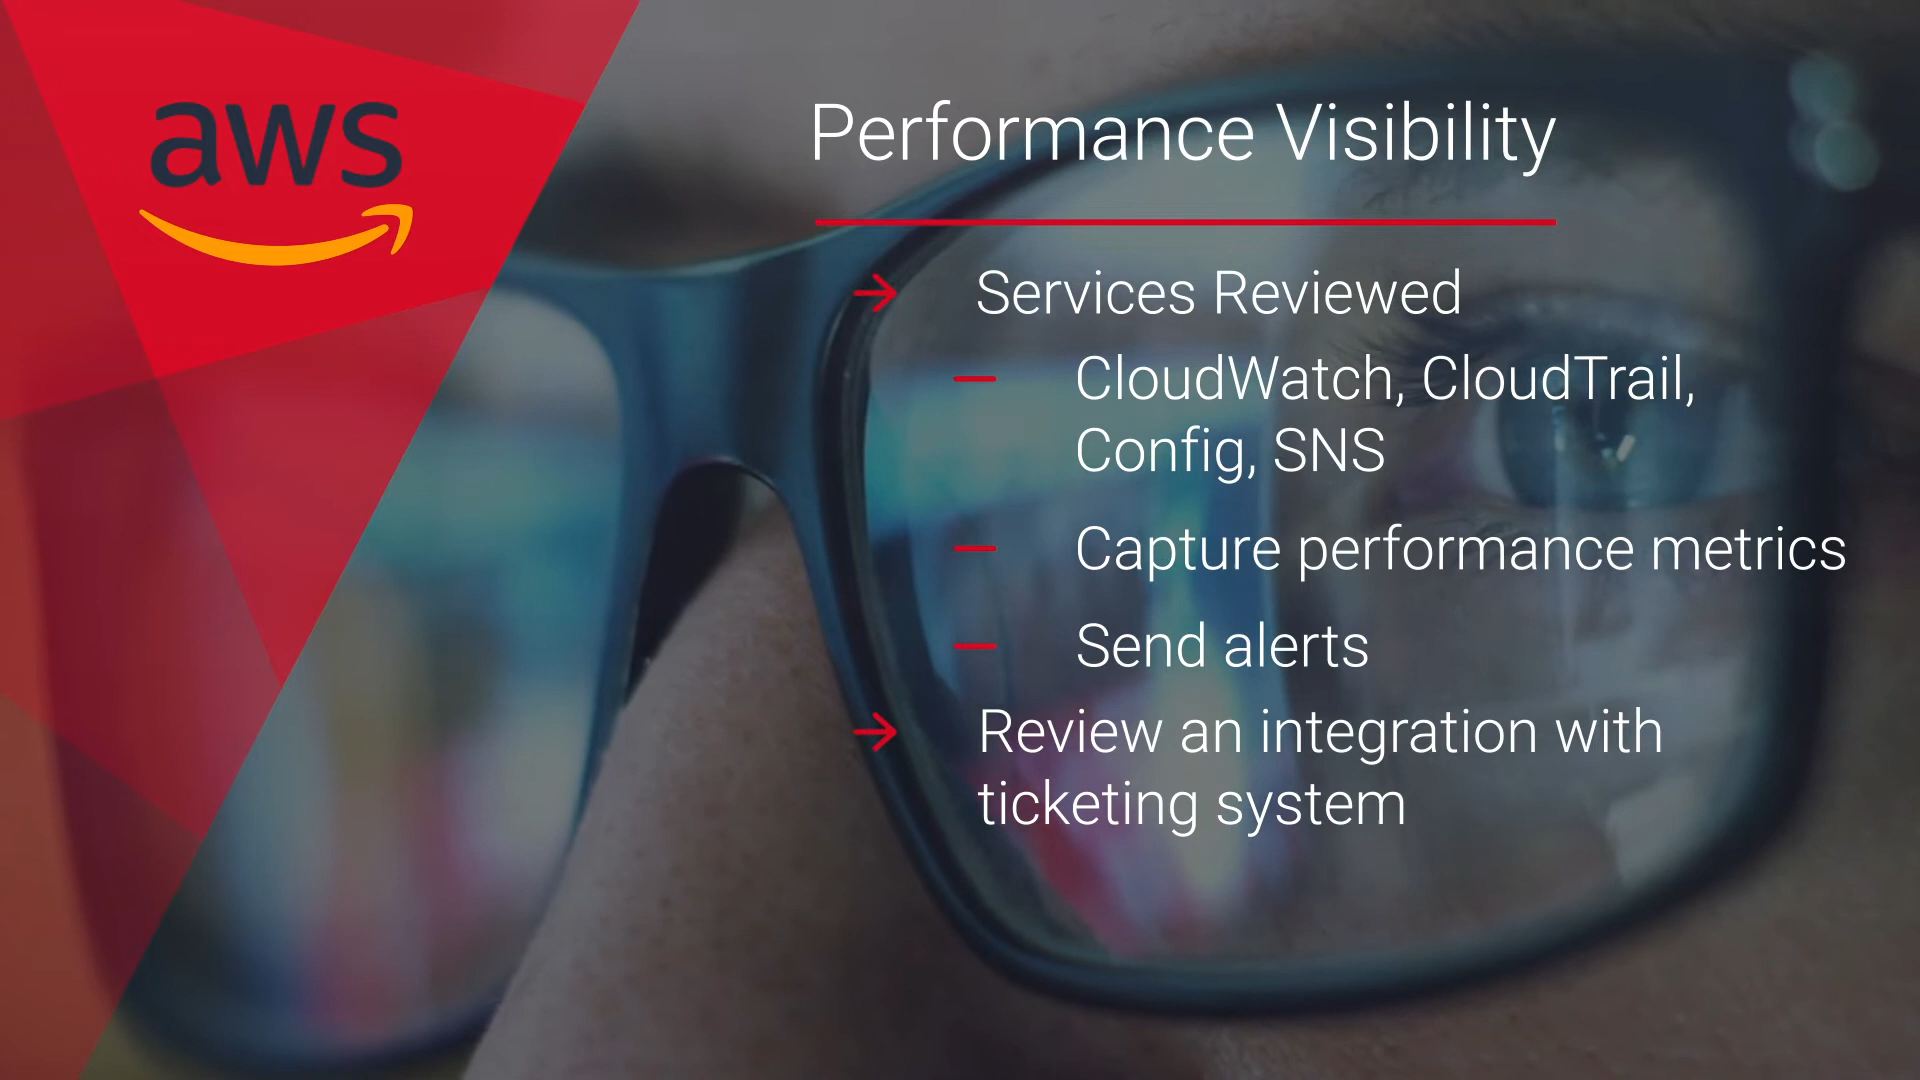 aws
Performance Visibility
Services Reviewed
CloudWatch, CloudTrail,
Config, SNS
Capture performance metrics
Send alerts
Review an integration with
ticketing system